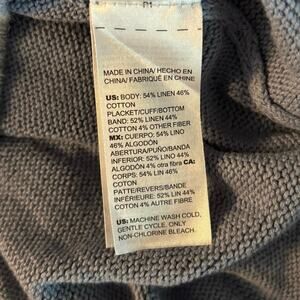 R1
MADE IN CHINA/ HECHO EN
CHINA/ FABRIQUÉ EN CHINE
US: BODY: 54% LINEN 46%
COTTON
PLACKET/CUFF/BOTTOM
BAND: 52% LINEN 44%
COTTON 4% OTHER FIBER
MX: CUERPO: 54% LINO
46% ALGODÓN
ABERTURA/PUÑO/BANDA
INFERIOR: 52% LINO 44%
ALGODÓN 4% otra fibra CA:
CORPS: 54% LIN 46%
COTON
PATTE/REVERS/BANDE
INFÉRIEURE: 52% LIN 44%
COTON 4% AUTRE FIBRE
US: MACHINE WASH COLD,
GENTLE CYCLE. ONLY
NON-CHLORINE BLEACH.